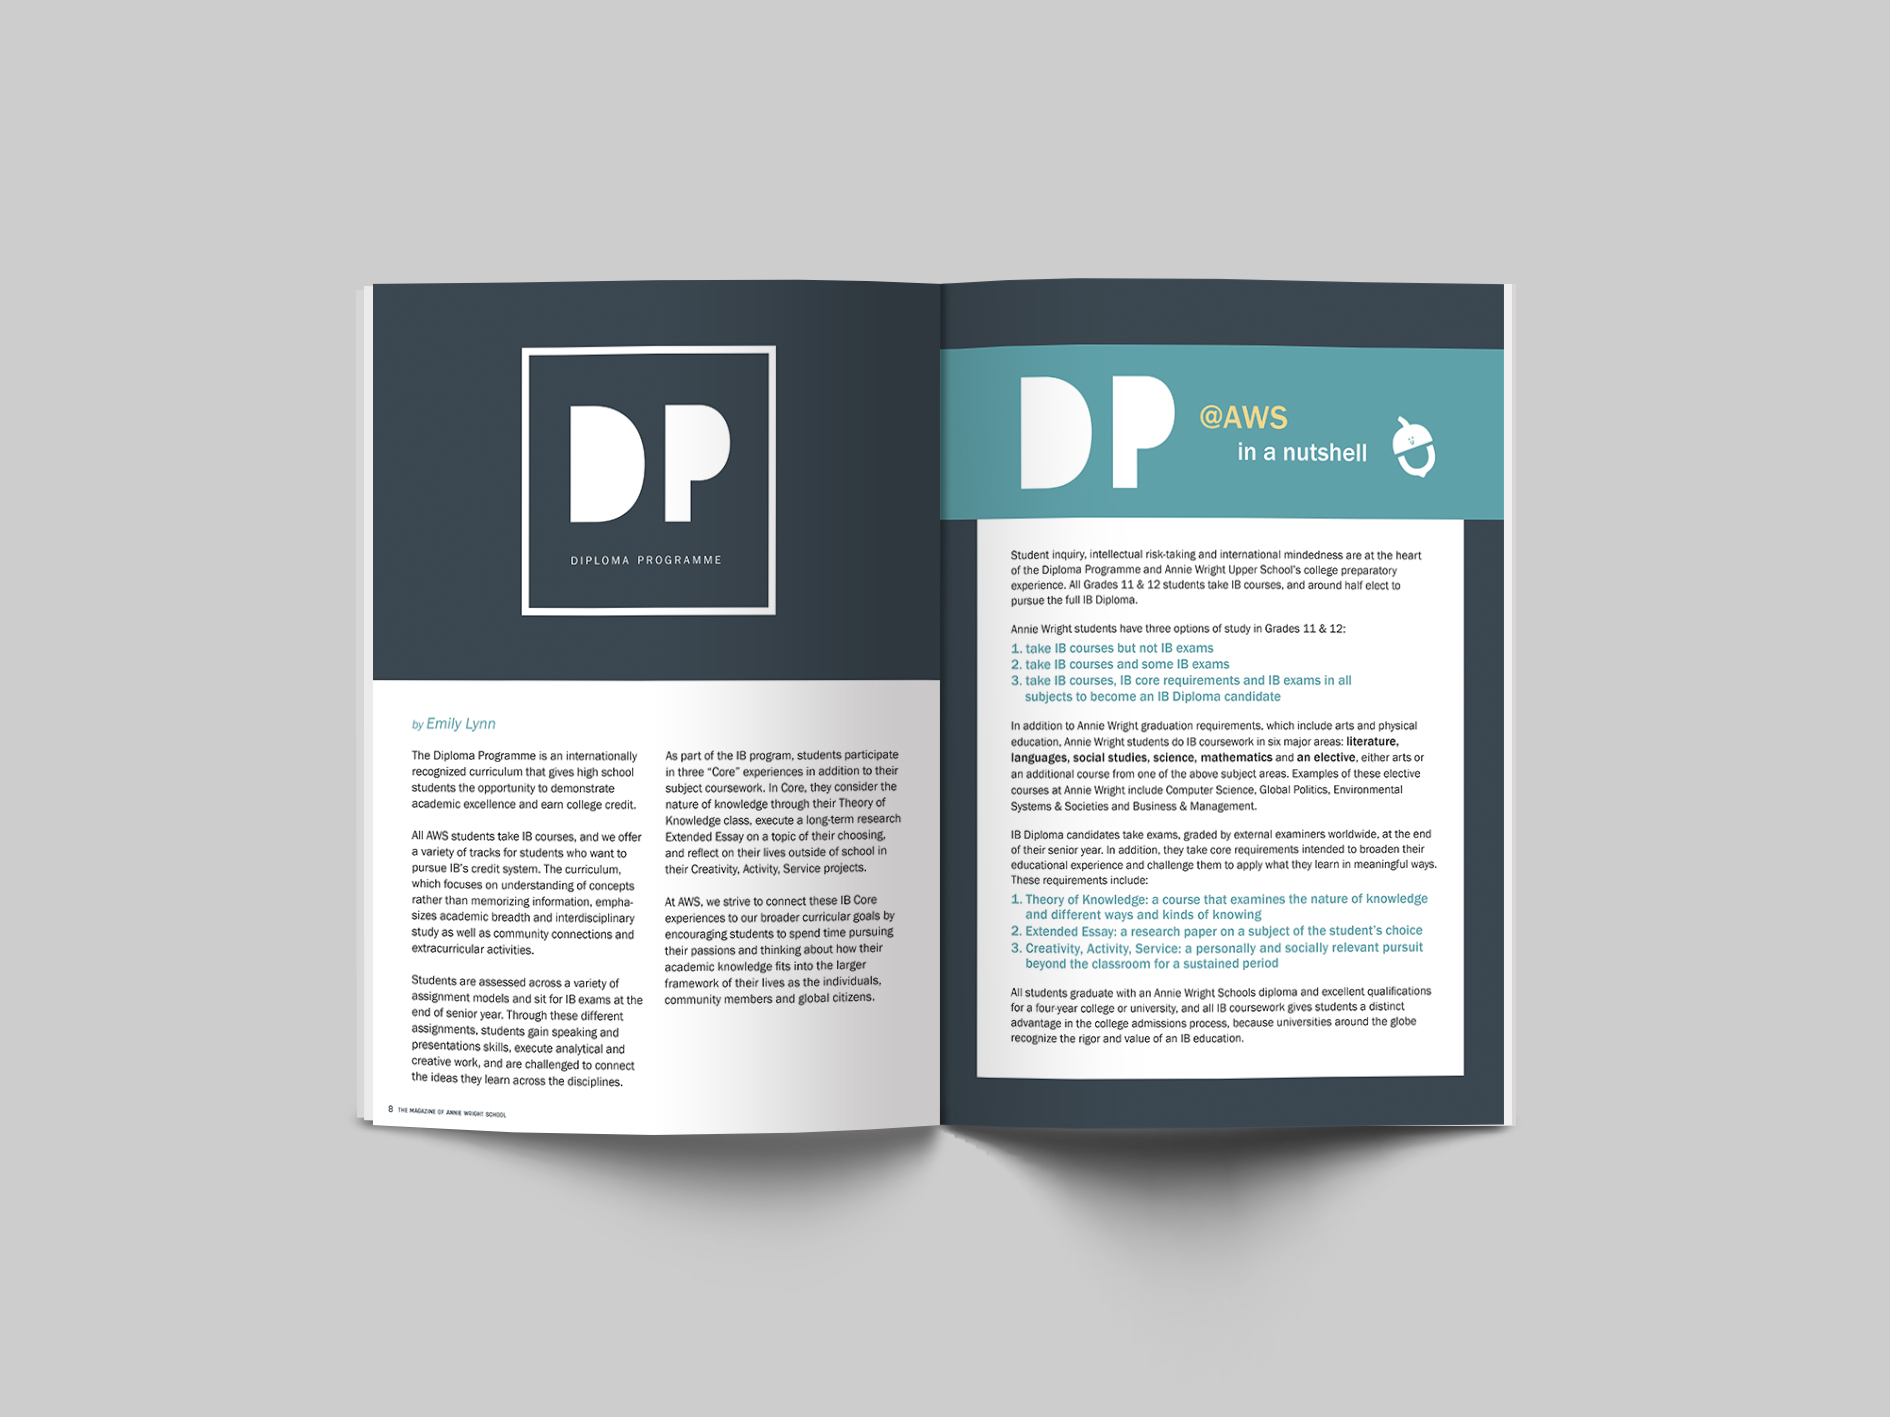 DP
DIPLOMA PROGRAMME
by Emily Lynn
The Diploma Programme is an internationally
recognized curriculum that gives high school
students the opportunity to demonstrate
academic excellence and earn college credit.
All AWS students take IB courses, and we offer
a variety of tracks for students who want to
pursue IB's credit system. The curriculum,
which focuses on understanding of concepts
rather than memorizing information, empha-
sizes academic breadth and interdisciplinary
study as well as community connections and
extracurricular activities.
Students are assessed across a variety of
assignment models and sit for IB exams at the
end of senior year. Through these different
assignments, students gain speaking and
presentations skills, execute analytical and
creative work, and are challenged to connect
the ideas they learn across the disciplines.
As part of the IB program, students participate
in three “Core” experiences in addition to their
subject coursework. In Core, they consider the
nature of knowledge through their Theory of
Knowledge class, execute a long-term research
Extended Essay on a topic of their choosing,
and reflect on their lives outside of school in
their Creativity, Activity, Service projects.
At AWS, we strive to connect these IB Core
experiences to our broader curricular goals by
encouraging students to spend time pursuing
their passions and thinking about how their
academic knowledge fits into the larger
framework of their lives as the individuals,
community members and global citizens.
8 THE MAGAZINE OF ANNIE WRIGHT SCHOOL
DP
@AWS
in a nutshell
Student inquiry, intellectual risk-taking and international mindedness are at the heart
of the Diploma Programme and Annie Wright Upper School's college preparatory
experience. All Grades 11 & 12 students take IB courses, and around half elect to
pursue the full IB Diploma.
Annie Wright students have three options of study in Grades 11 & 12:
1. take IB courses but not IB exams
2. take IB courses and some IB exams
3. take IB courses, IB core requirements and IB exams in all
subjects to become an IB Diploma candidate
In addition to Annie Wright graduation requirements, which include arts and physical
education, Annie Wright students do IB coursework in six major areas: literature,
languages, social studies, science, mathematics and an elective, either arts or
an additional course from one of the above subject areas. Examples of these elective
courses at Annie Wright include Computer Science, Global Politics, Environmental
Systems & Societies and Business & Management.
IB Diploma candidates take exams, graded by external examiners worldwide, at the end
of their senior year. In addition, they take core requirements intended to broaden their
educational experience and challenge them to apply what they learn in meaningful ways.
These requirements include:
1. Theory of Knowledge: a course that examines the nature of knowledge
and different ways and kinds of knowing
2. Extended Essay: a research paper on a subject of the student's choice
3. Creativity, Activity, Service: a personally and socially relevant pursuit
beyond the classroom for a sustained period
All students graduate with an Annie Wright Schools diploma and excellent qualifications
for a four-year college or university, and all IB coursework gives students a distinct
advantage in the college admissions process, because universities around the globe
recognize the rigor and value of an IB education.